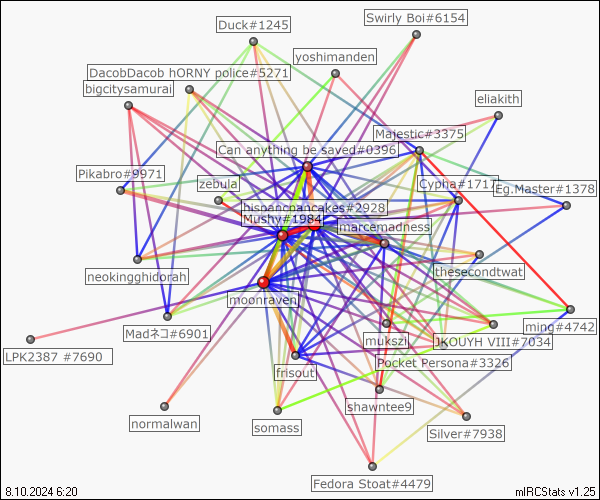 Swirly Boi#6154
Duck#1245
yoshimanden
DacobDacob hORNY police#5271
bigcitysamurai
eliakith
Majestic#3375
Can anything be saved#0396
Pikabro#9971
zebula
Cypha#171
Eg.Master#1378
hispancpancakes#2928
Mushy#1984
marcemadness
thesecondtwat
neokingghidorah
moonraven
Madネコ#6901
ming#4742
mukszi
JKOUYH VIII#7034
LPK2387 #7690
Pocket Persona#3326
frisout
shawntee9
normalwan
somass
Silver#7938
Fedora Stoat#4479
8.10.2024 6:20
mIRCStats v1.25